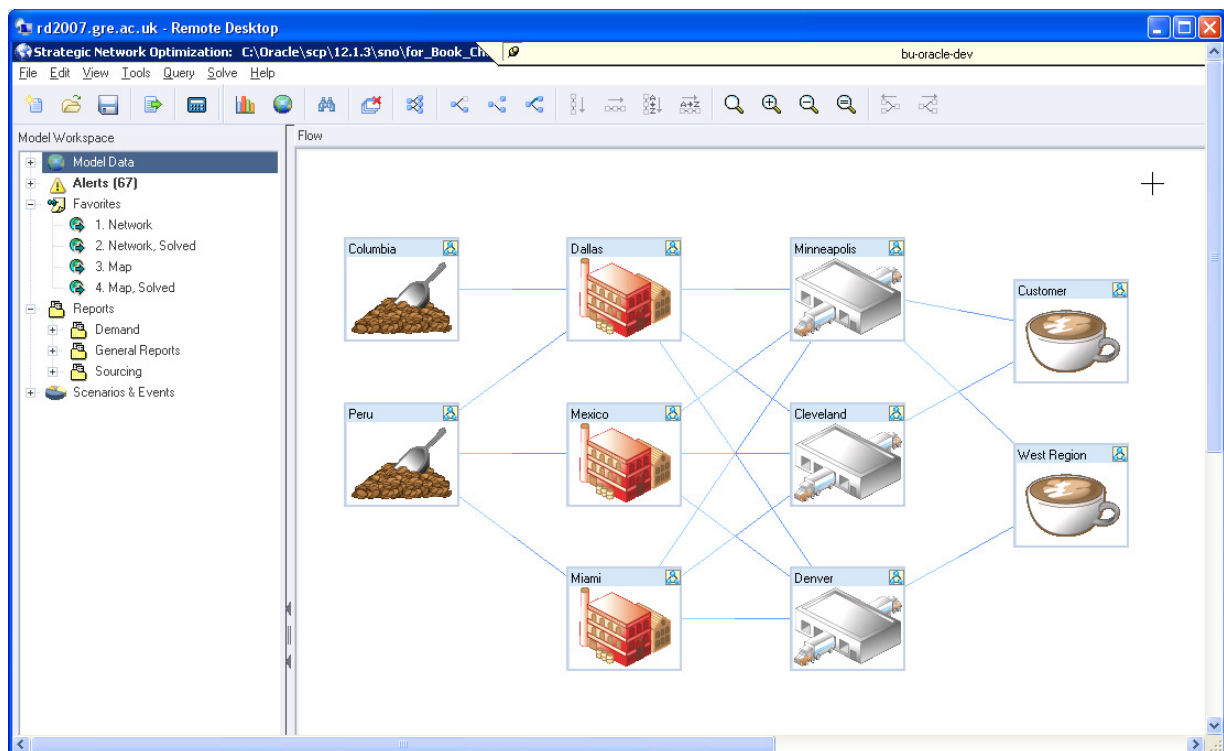 rd2007.gre.ac.uk - Remote Desktop
Strategic Network Optimization: C:\Oracle\scp\12.1.3\sno\for_Book_Ch
bu-oracle-dev
File Edit View Tools Query Solve Help
Model Workspace
Flow
Model Data
Alerts (67)
Favorites
1. Network
2. Network, Solved
3. Map
4. Map, Solved
Reports
Demand
General Reports
Sourcing
Scenarios & Events
Columbia
Dallas
Minneapolis
Customer
Peru
Mexico
Cleveland
West Region
Miami
Denver